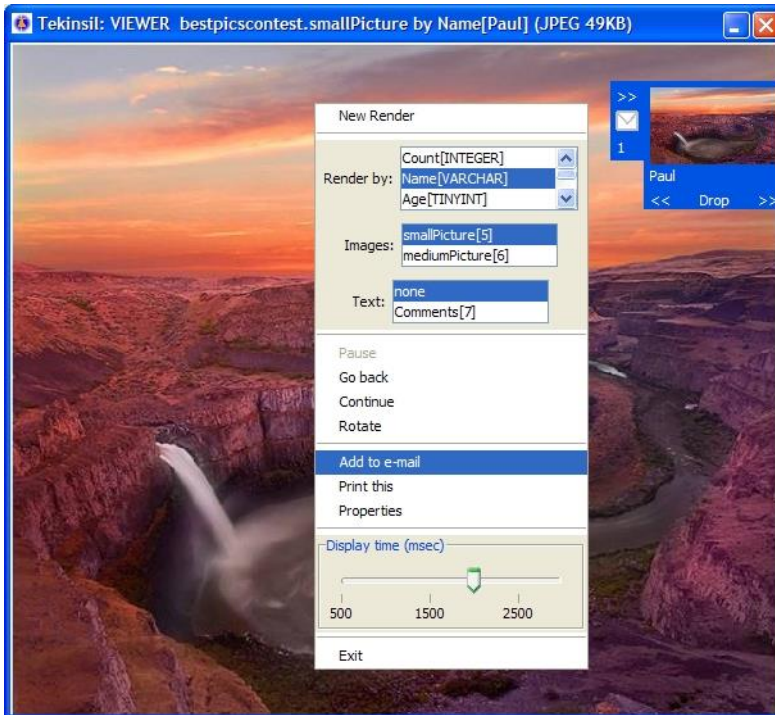 Tekinsil: VIEWER bestpicscontest.smallPicture by Name[Paul] (JPEG 49KB)
>>
1
Paul
<< Drop >>
New Render
Render by:
Count[INTEGER]
Name[VARCHAR]
Age[TINYINT]
Images:
smallPicture[5]
mediumPicture[6]
Text:
none
Comments[7]
Pause
Go back
Continue
Rotate
Add to e-mail
Print this
Properties
Display time (msec)
500 1500 2500
Exit